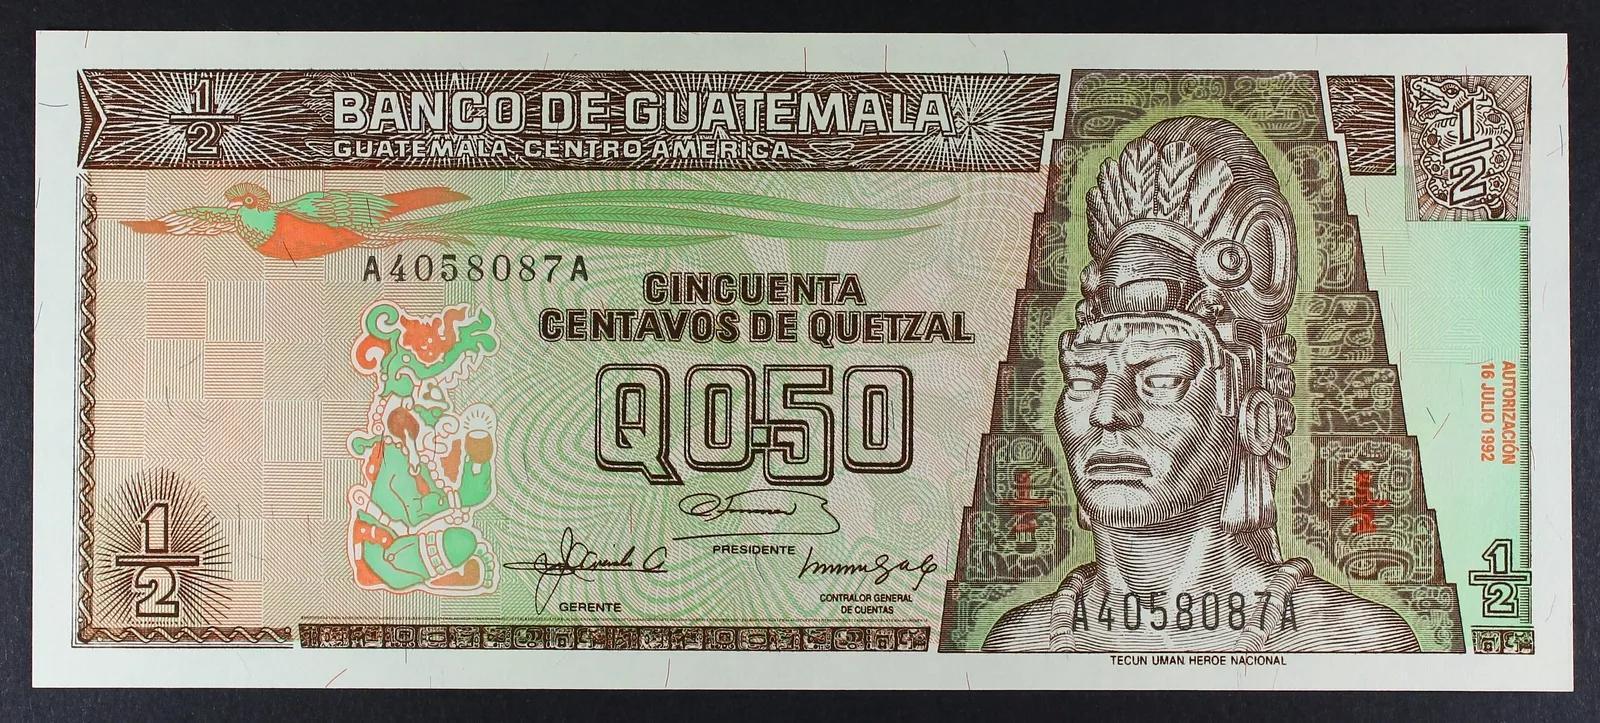 1/2
BANCO DE GUATEMALA
GUATEMALA CENTRO AMERICA
1/2
A4058087A
CINCUENTA
CENTAVOS DE QUETZAL
Q0.50
AUTORIZACIÓN
16 JULIO 1992
PRESIDENTE
GERENTE
CONTRALOR GENERAL
DE CUENTAS
1/2
1/2
A4058087A
TECUN UMAN HEROE NACIONAL